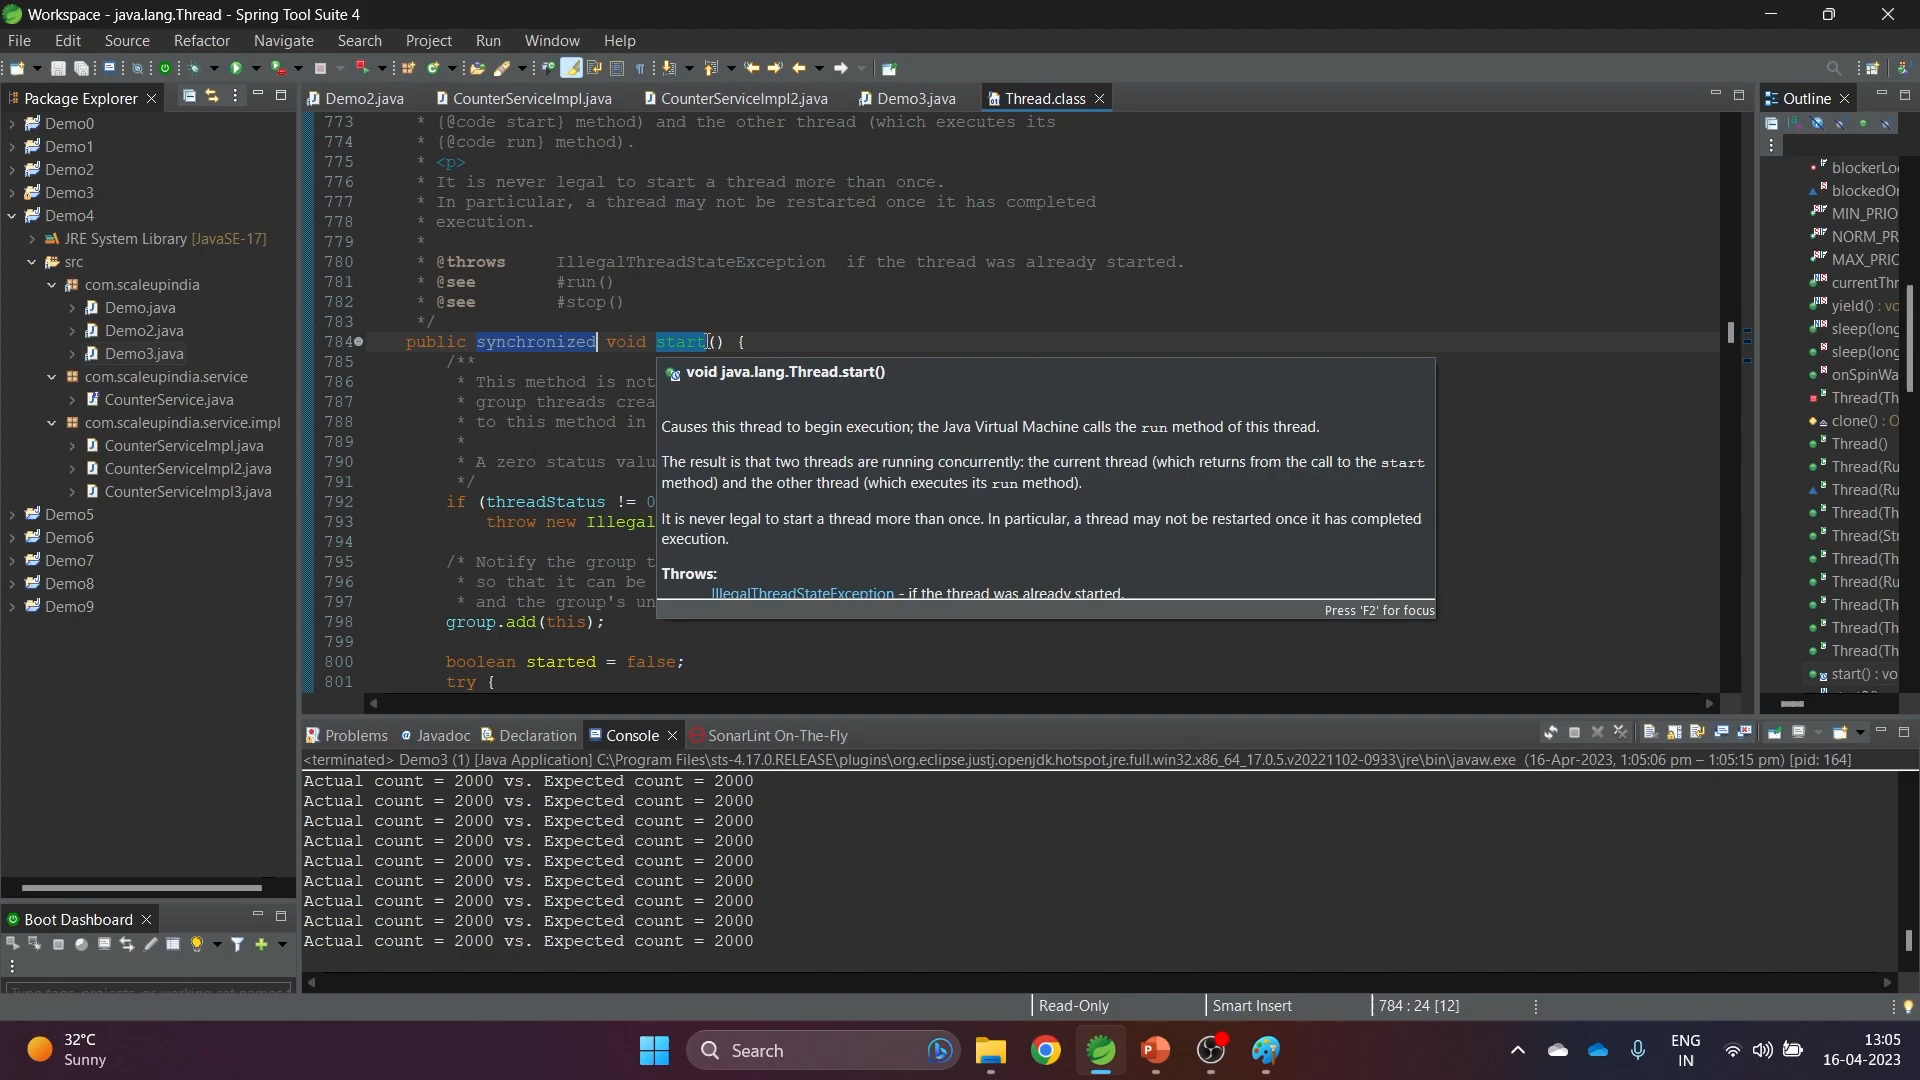 Workspace - java.lang.Thread - Spring Tool Suite 4
File Edit Source Refactor Navigate Search Project Run Window Help
Package Explorer
Demo2.java CounterServiceImpl.java CounterServiceImpl2.java Demo3.java Thread.class
Outline
Demo0
Demo1
Demo2
Demo3
Demo4
JRE System Library [JavaSE-17]
src
com.scaleupindia
Demo.java
Demo2.java
Demo3.java
com.scaleupindia.service
CounterService.java
com.scaleupindia.service.impl
CounterServiceImpl.java
CounterServiceImpl2.java
CounterServiceImpl3.java
Demo5
Demo6
Demo7
Demo8
Demo9
773 * {@code start} method) and the other thread (which executes its
774 * {@code run} method).
775 * <p>
776 * It is never legal to start a thread more than once.
777 * In particular, a thread may not be restarted once it has completed
778 * execution.
779 *
780 * @throws IllegalThreadStateException if the thread was already started.
781 * @see #run()
782 * @see #stop()
783 */
784 public synchronized void start() {
785 /**
786 * This method is not
787 * group threads crea
788 * to this method in
789 *
790 * A zero status valu
791 */
792 if (threadStatus != 0
793 throw new Illegal
794
795 /* Notify the group t
796 * so that it can be
797 * and the group's un
798 group.add(this);
799
800 boolean started = false;
801 try {
void java.lang.Thread.start()
Causes this thread to begin execution; the Java Virtual Machine calls the run method of this thread.
The result is that two threads are running concurrently: the current thread (which returns from the call to the start
method) and the other thread (which executes its run method).
It is never legal to start a thread more than once. In particular, a thread may not be restarted once it has completed
execution.
Throws:
IllegalThreadStateException - if the thread was already started.
Press 'F2' for focus
blockerLo
blockedOr
MIN_PRIO
NORM_PR
MAX_PRIO
currentThr
yield() : vo
sleep(long
sleep(long
onSpinWa
Thread(Th
clone() : O
Thread()
Thread(Ru
Thread(Ru
Thread(Th
Thread(Str
Thread(Th
Thread(Ru
Thread(Th
Thread(Th
Thread(Th
start() : vo
Problems Javadoc Declaration Console SonarLint On-The-Fly
<terminated> Demo3 (1) [Java Application] C:\Program Files\sts-4.17.0.RELEASE\plugins\org.eclipse.justj.openjdk.hotspot.jre.full.win32.x86_64_17.0.5.v20221102-0933\jre\bin\javaw.exe (16-Apr-2023, 1:05:06 pm – 1:05:15 pm) [pid: 164]
Actual count = 2000 vs. Expected count = 2000
Actual count = 2000 vs. Expected count = 2000
Actual count = 2000 vs. Expected count = 2000
Actual count = 2000 vs. Expected count = 2000
Actual count = 2000 vs. Expected count = 2000
Actual count = 2000 vs. Expected count = 2000
Actual count = 2000 vs. Expected count = 2000
Actual count = 2000 vs. Expected count = 2000
Actual count = 2000 vs. Expected count = 2000
Boot Dashboard
Read-Only Smart Insert 784 : 24 [12]
32°C
Sunny
Search
ENG
IN
13:05
16-04-2023